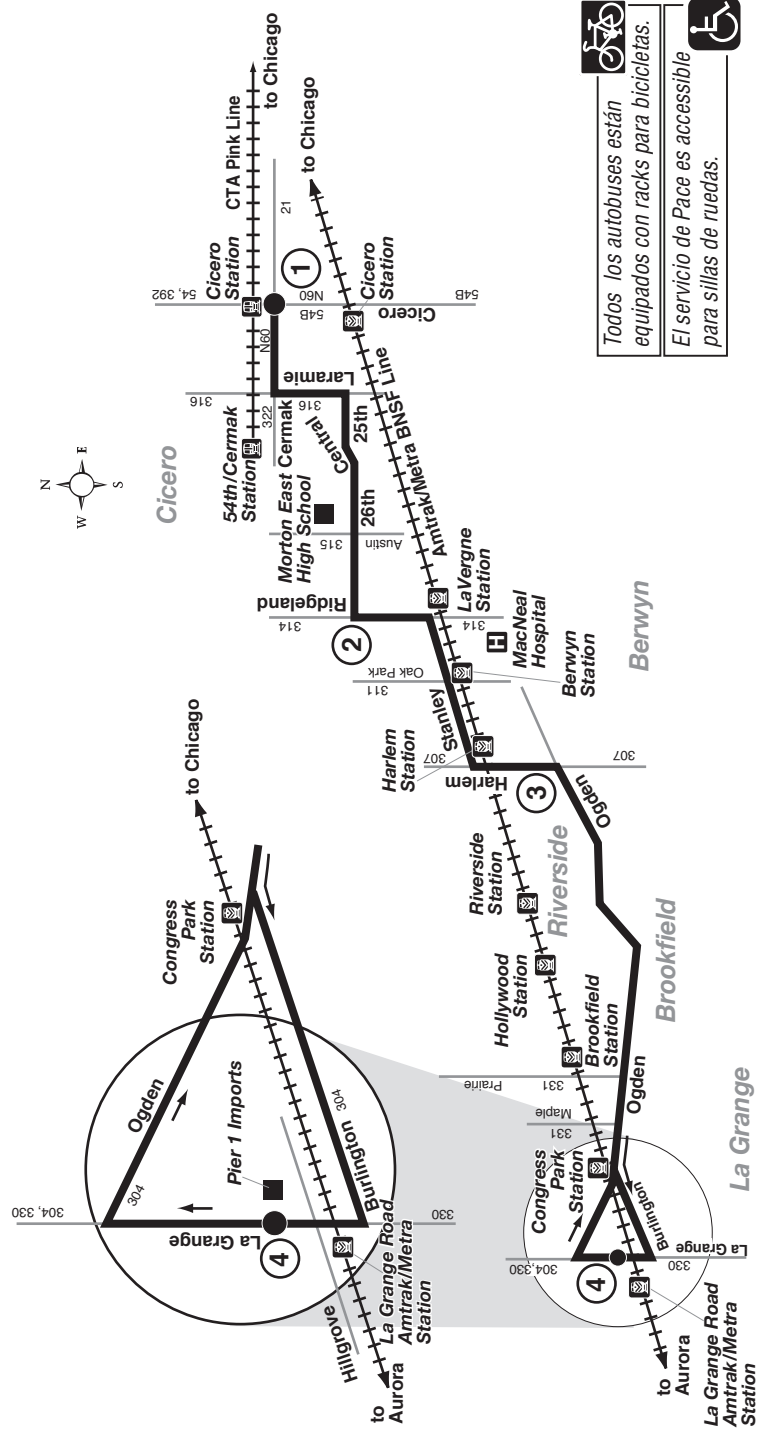 N
W
E
S
Cicero
54, 392
Cicero
Station
CTA Pink Line
to Chicago
21
1
54B
N60
54B
Cicero
Cicero
Station
to Chicago
N60
316
322
316
Laramie
54th/Cermak
Station
Cermak
Central
25th
Morton East
High School
26th
315
Austin
Amtrak/Metra BNSF Line
314
Ridgeland
2
LaVergne
Station
314
H
MacNeal
Hospital
Oak Park
311
Stanley
Berwyn
Station
Berwyn
Harlem
Station
307
Harlem
3
307
Ogden
Riverside
Station
Riverside
Hollywood
Station
Brookfield
Station
Brookfield
Prairie
331
Maple
331
Ogden
Congress
Park
Station
Burlington
La Grange
304,330
4
330
La Grange
La Grange Road
Amtrak/Metra
Station
to
Aurora
to Chicago
Congress
Park
Station
Ogden
304
Pier 1 Imports
304, 330
La Grange
4
Burlington
304
330
Hillgrove
La Grange Road
Amtrak/Metra
Station
to
Aurora
Todos los autobuses están
equipados con racks para bicicletas.
El servicio de Pace es accessible
para sillas de ruedas.